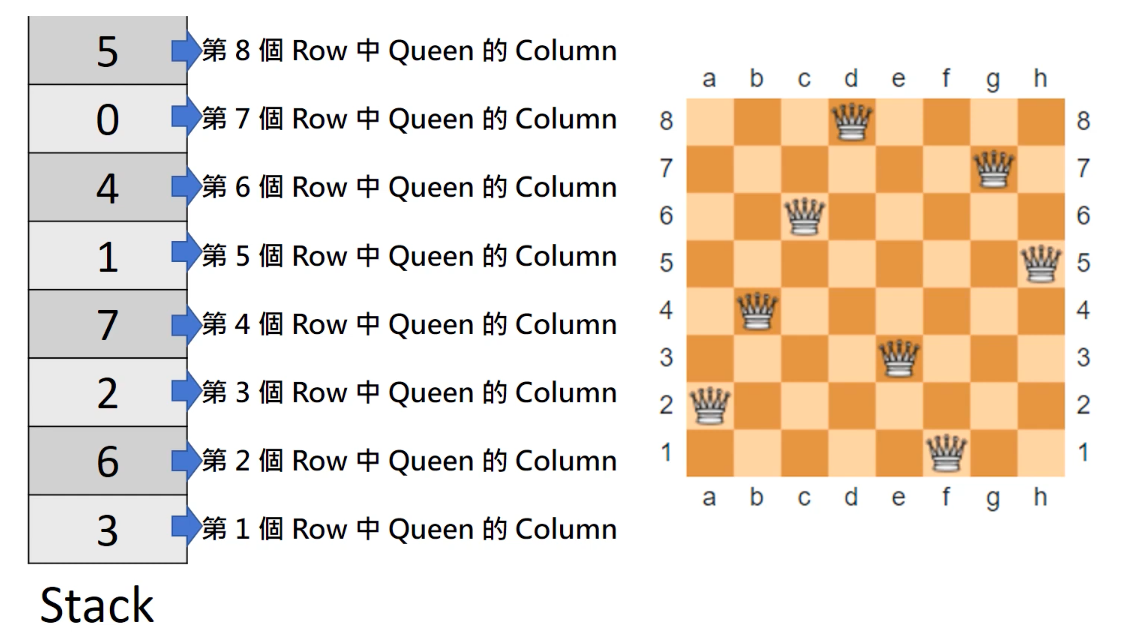 5 第 8 個 Row 中 Queen 的 Column
0 第 7 個 Row 中 Queen 的 Column
4 第 6 個 Row 中 Queen 的 Column
1 第 5 個 Row 中 Queen 的 Column
7 第 4 個 Row 中 Queen 的 Column
2 第 3 個 Row 中 Queen 的 Column
6 第 2 個 Row 中 Queen 的 Column
3 第 1 個 Row 中 Queen 的 Column
Stack
a b c d e f g h
8 8
7 7
6 6
5 5
4 4
3 3
2 2
1 1
a b c d e f g h